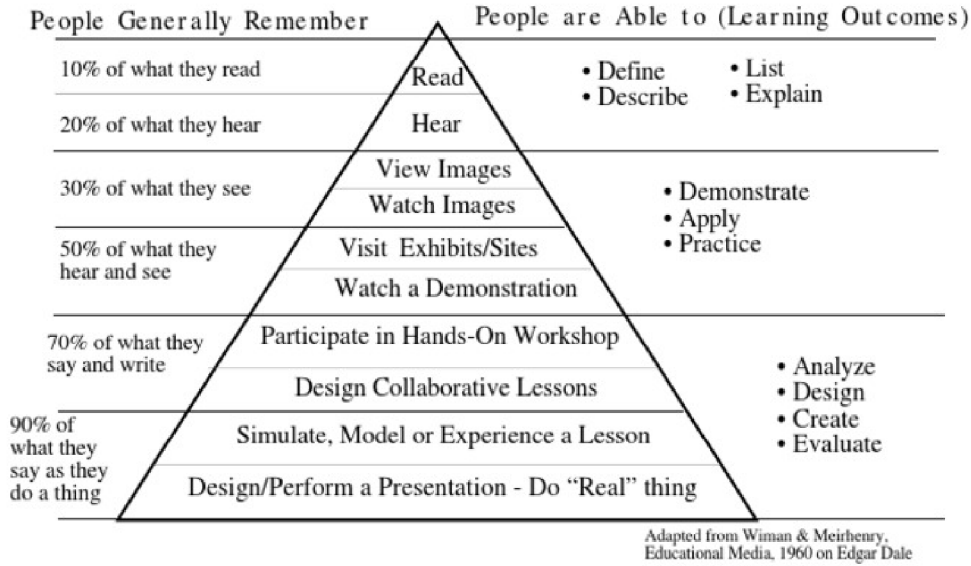 People Generally Remember
People are Able to (Learning Outcomes)
10% of what they read
Read
• Define
• List
• Describe
• Explain
20% of what they hear
Hear
30% of what they see
View Images
Watch Images
• Demonstrate
• Apply
• Practice
50% of what they
hear and see
Visit Exhibits/Sites
Watch a Demonstration
70% of what they
say and write
Participate in Hands-On Workshop
Design Collaborative Lessons
• Analyze
• Design
• Create
• Evaluate
90% of
what they
say as they
do a thing
Simulate, Model or Experience a Lesson
Design/Perform a Presentation - Do “Real” thing
Adapted from Wiman & Meirhenry,
Educational Media, 1960 on Edgar Dale